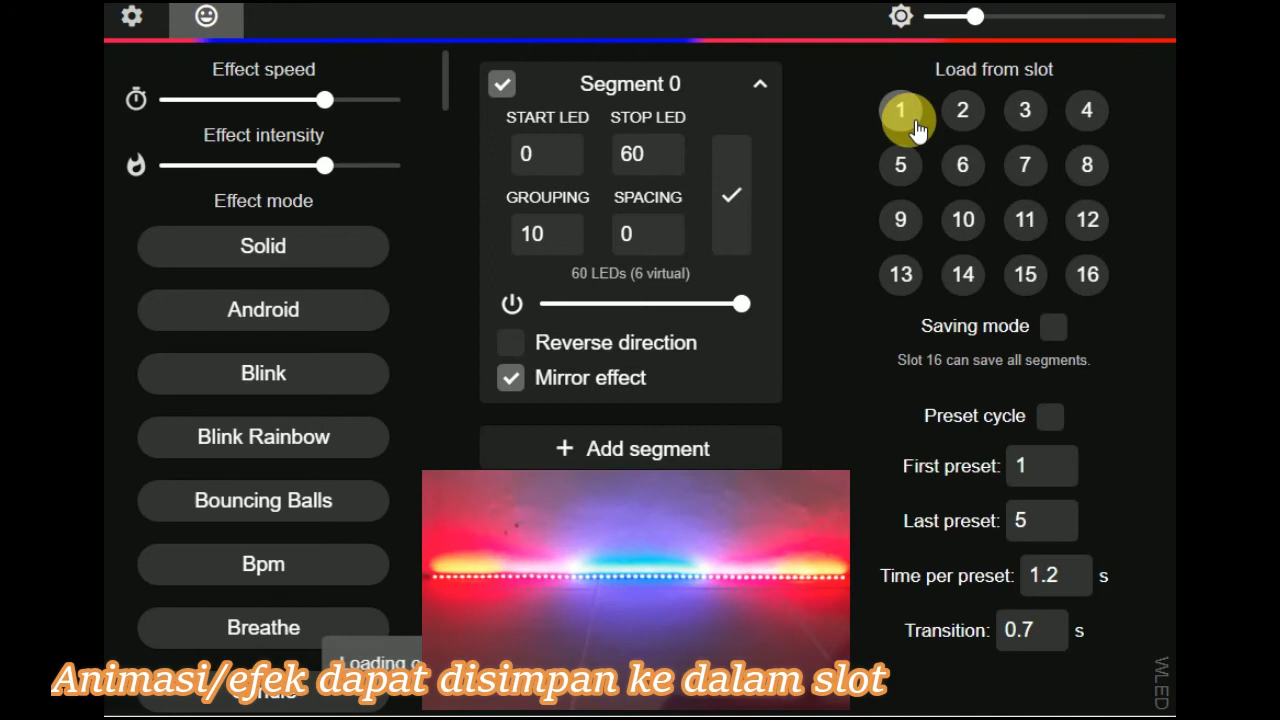 Effect speed
Effect intensity
Effect mode
Solid
Android
Blink
Blink Rainbow
Bouncing Balls
Bpm
Breathe
Loading
Segment 0
START LED STOP LED
0 60
GROUPING SPACING
10 0
60 LEDs (6 virtual)
Reverse direction
Mirror effect
+ Add segment
Load from slot
1 2 3 4
5 6 7 8
9 10 11 12
13 14 15 16
Saving mode
Slot 16 can save all segments.
Preset cycle
First preset: 1
Last preset: 5
Time per preset: 1.2 s
Transition: 0.7 s
WLED
Animasi/efek dapat disimpan ke dalam slot